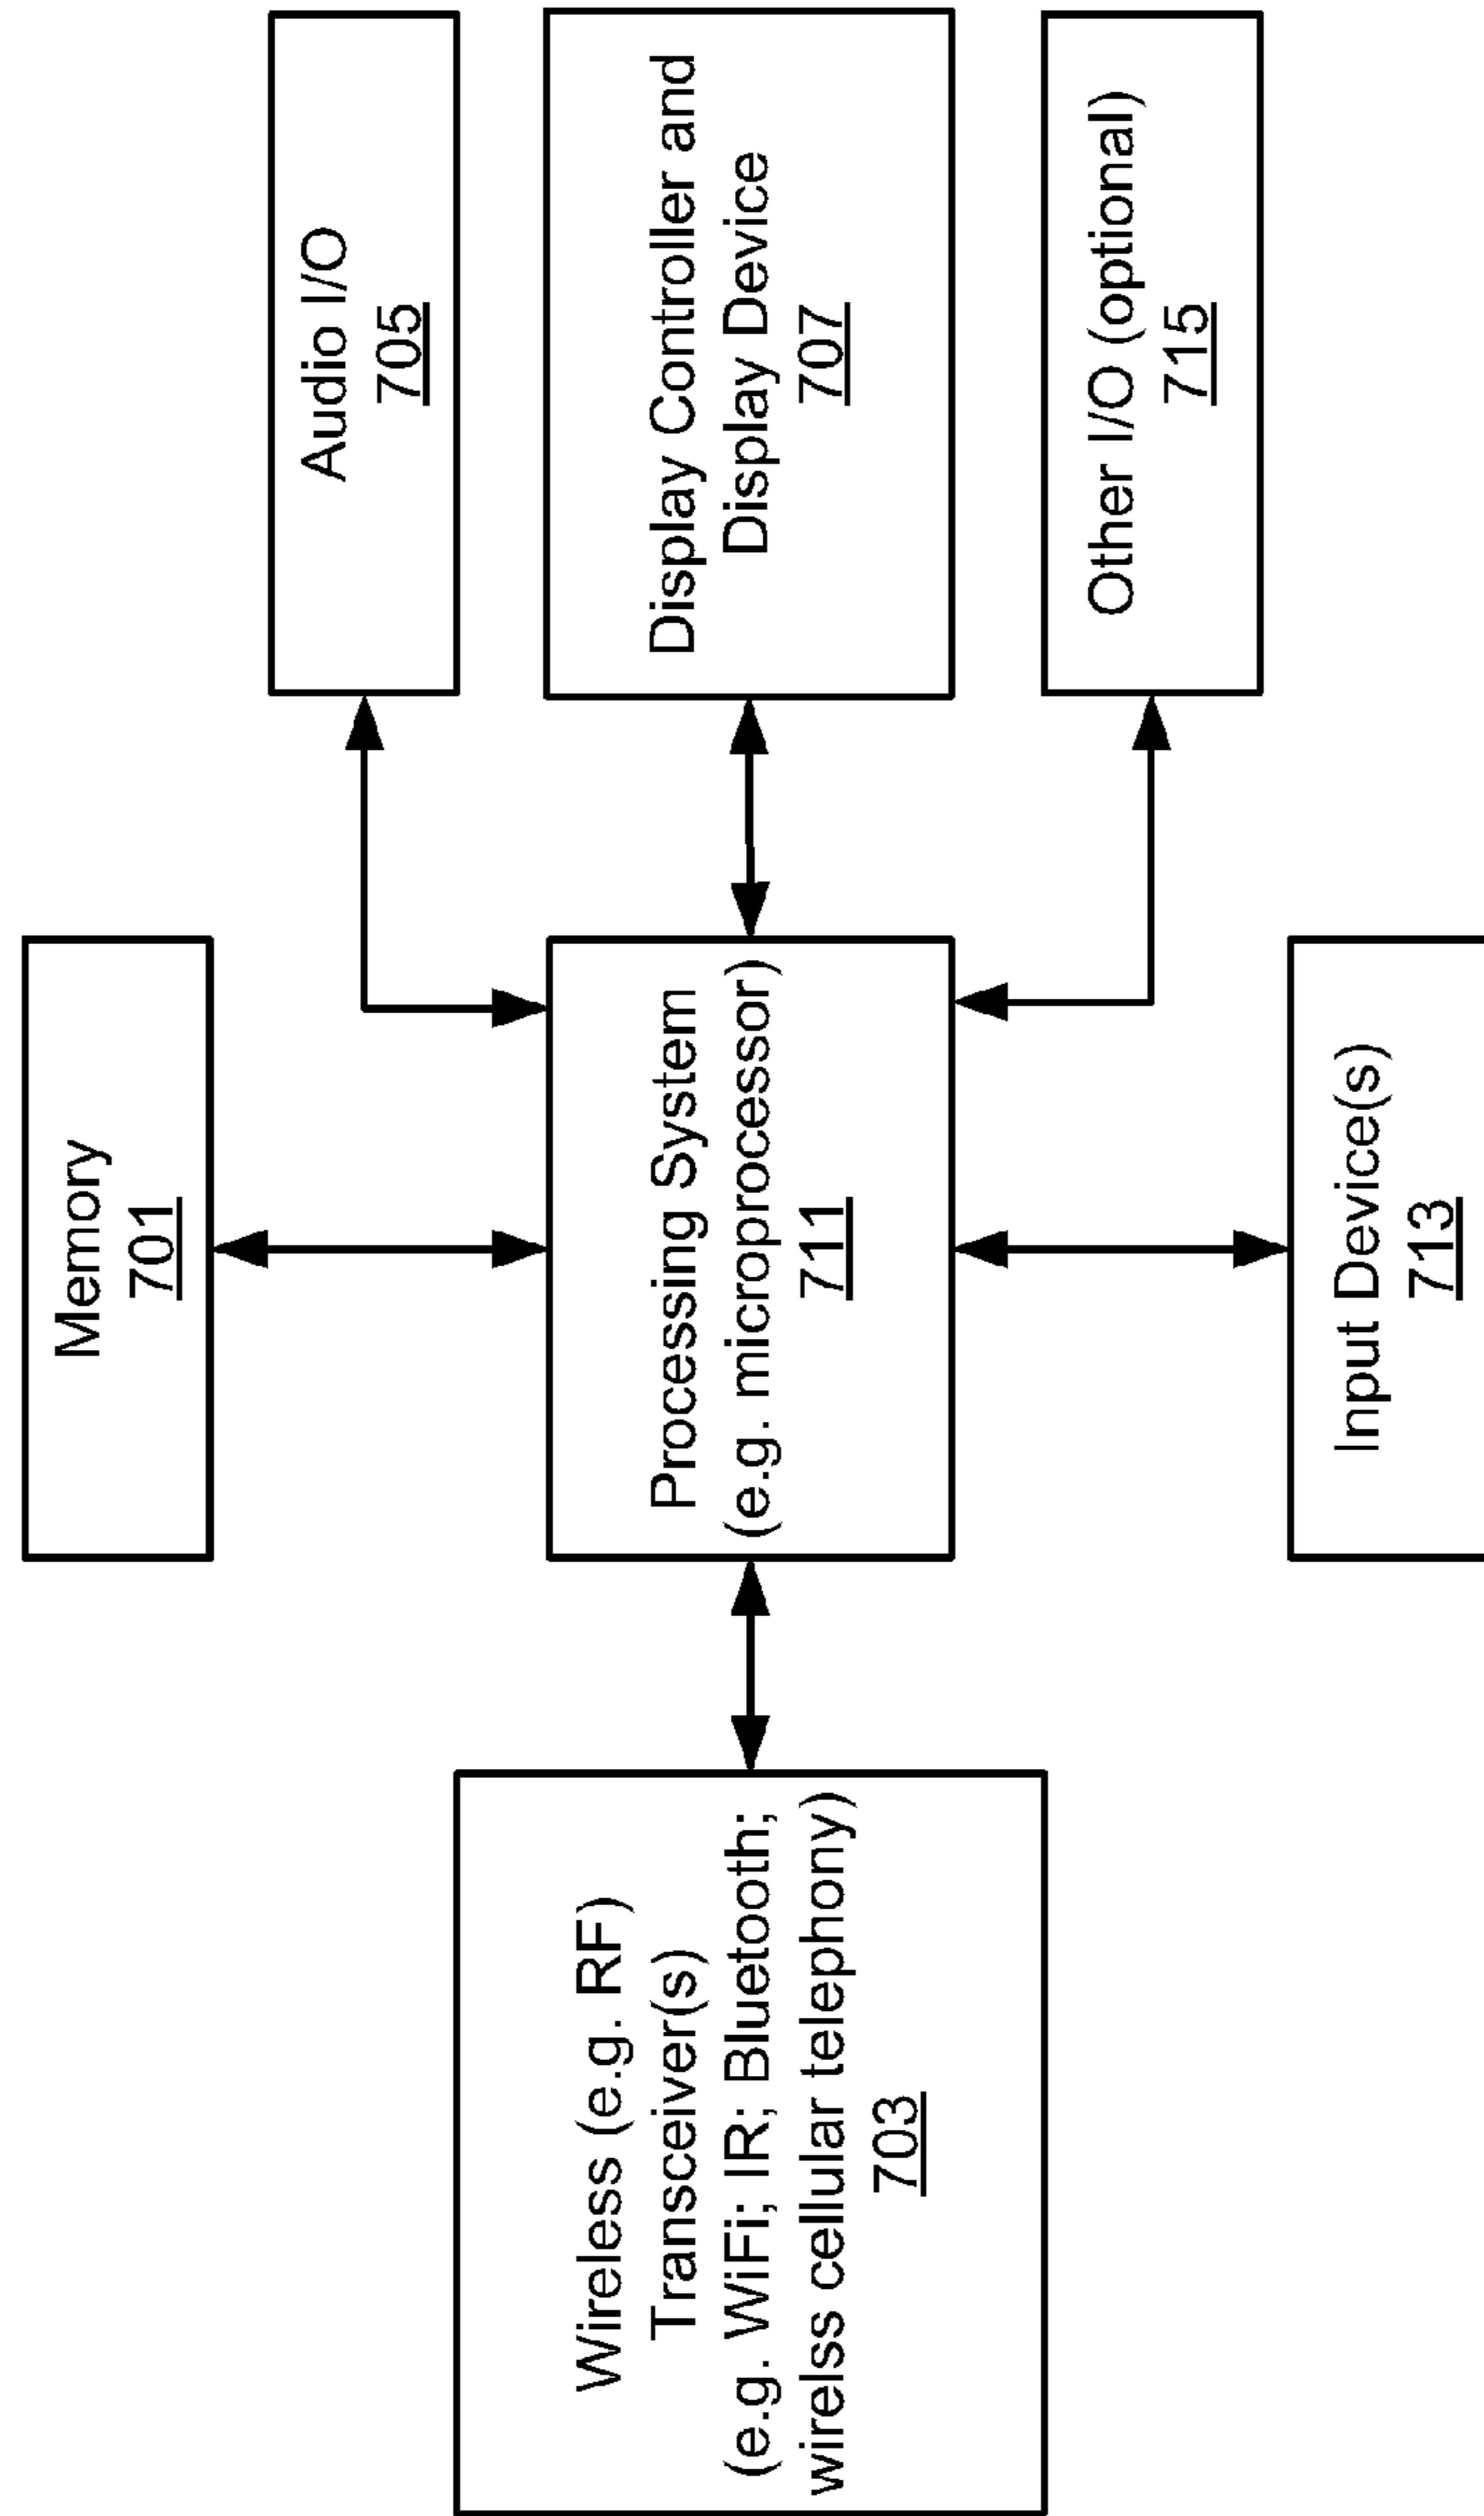 Memory
701
Audio I/O
705
Wireless (e.g. RF)
Transceiver(s)
(e.g. WiFi; IR; Bluetooth;
wirelss cellular telephony)
703
Processing System
(e.g. microprocessor)
711
Display Controller and
Display Device
707
Other I/O (optional)
715
Input Device(s)
713